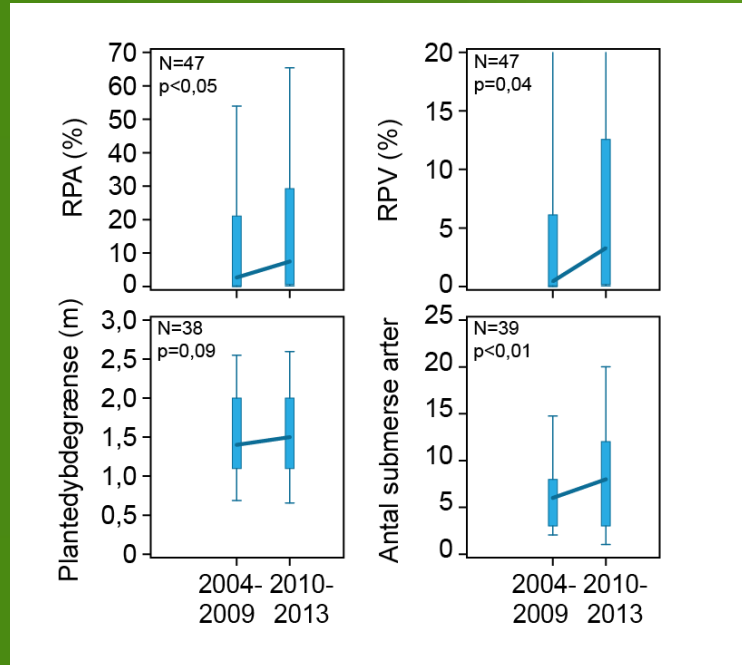 RPA (%)
70
60
50
40
30
20
10
0
N=47
p<0,05
RPV (%)
20
15
10
5
0
N=47
p=0,04
Plantedybdegrænse (m)
3,0
2,5
2,0
1,5
1,0
0,5
0
N=38
p=0,09
2004-
2009
2010-
2013
Antal submerse arter
25
20
15
10
5
0
N=39
p<0,01
2004-
2009
2010-
2013